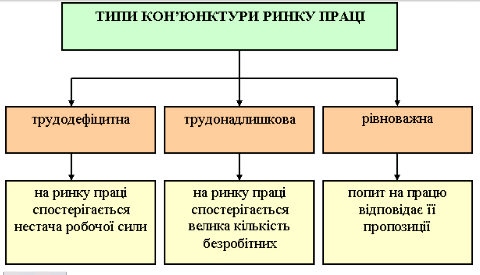 ТИПИ КОН'ЮНКТУРИ РИНКУ ПРАЦІ
трудодефіцитна
трудонадлишкова
рівноважна
на ринку праці
спостерігається
нестача робочої сили
на ринку праці
спостерігається
велика кількість
безробітних
попит на працю
відповідає її
пропозиції